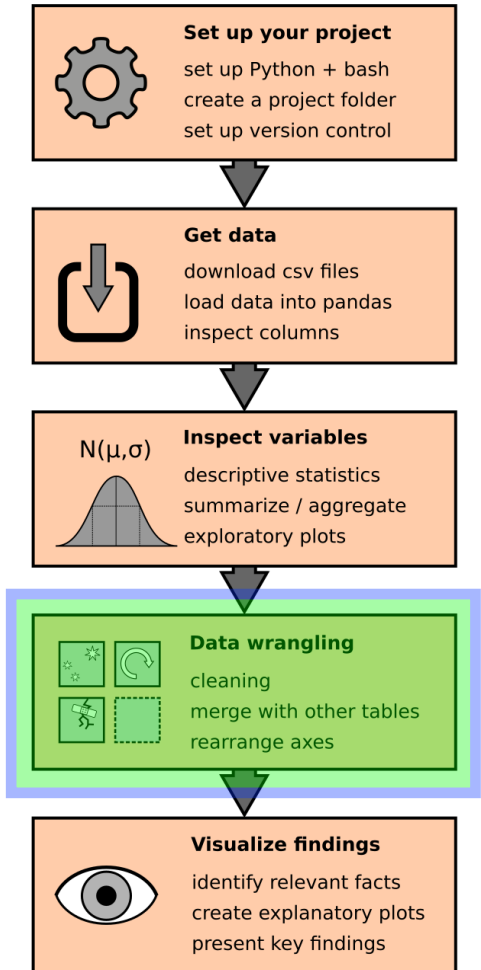 Set up your project
set up Python + bash
create a project folder
set up version control
Get data
download csv files
load data into pandas
inspect columns
N(μ,σ)
Inspect variables
descriptive statistics
summarize / aggregate
exploratory plots
Data wrangling
cleaning
merge with other tables
rearrange axes
Visualize findings
identify relevant facts
create explanatory plots
present key findings